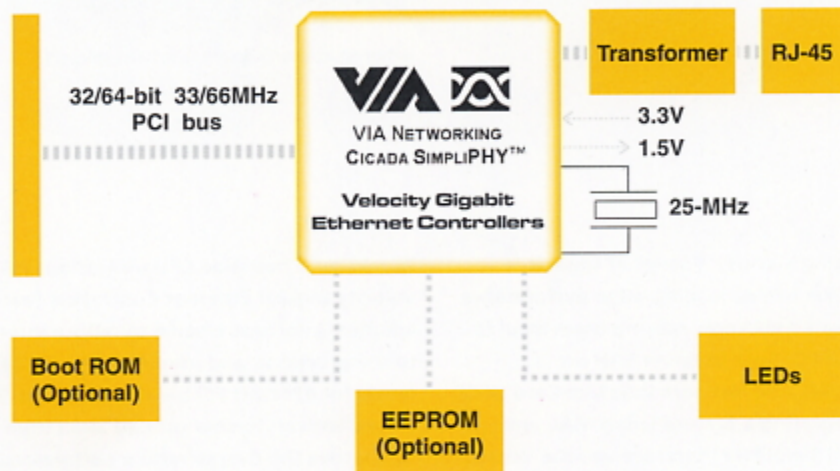 32/64-bit 33/66MHz
PCI bus
VIA
VIA NETWORKING
CICADA SIMPLIPHY™
Velocity Gigabit
Ethernet Controllers
Transformer
RJ-45
3.3V
1.5V
25-MHz
Boot ROM
(Optional)
EEPROM
(Optional)
LEDs